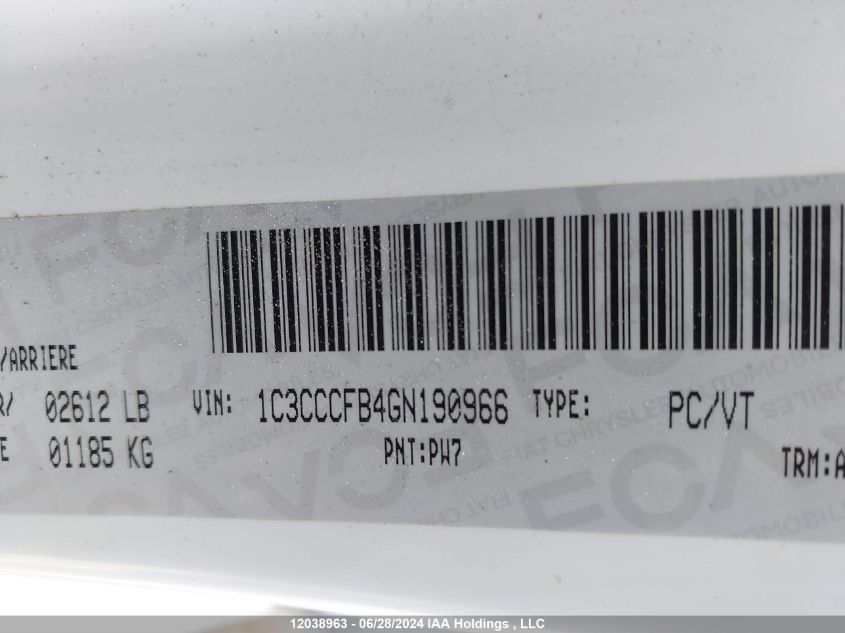 /ARRIERE
R/ 02612 LB VIN: 1C3CCCFB4GN190966 TYPE: PC/VT
E 01185 KG PNT:PW7 TRM:A
12038963 - 06/28/2024 IAA Holdings , LLC